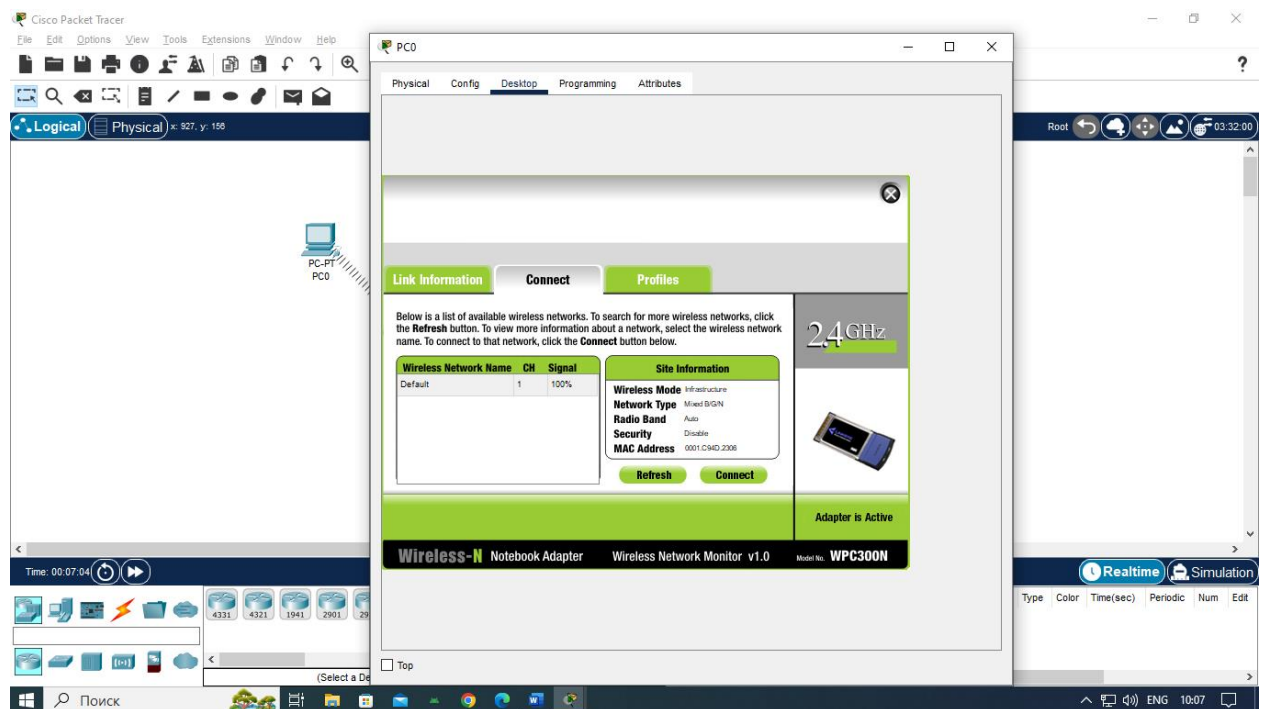 Cisco Packet Tracer
File Edit Options View Tools Extensions Window Help
PC0
?
Physical Config Desktop Programming Attributes
Logical Physical x: 927, y: 156
Root 03:32:00
PC-PT
PC0
Link Information Connect Profiles
Below is a list of available wireless networks. To search for more wireless networks, click
the Refresh button. To view more information about a network, select the wireless network
name. To connect to that network, click the Connect button below.
2.4GHz
Wireless Network Name CH Signal
Default 1 100%
Site Information
Wireless Mode Infrastructure
Network Type Mixed B/G/N
Radio Band Auto
Security Disable
MAC Address 0001.C94D.2306
Refresh Connect
Adapter is Active
Wireless-N Notebook Adapter Wireless Network Monitor v1.0 Model No. WPC300N
Time: 00:07:04
Realtime Simulation
4331 4321 1941 2901 29
Type Color Time(sec) Periodic Num Edit
(Select a De
Top
Поиск
ENG 10:07